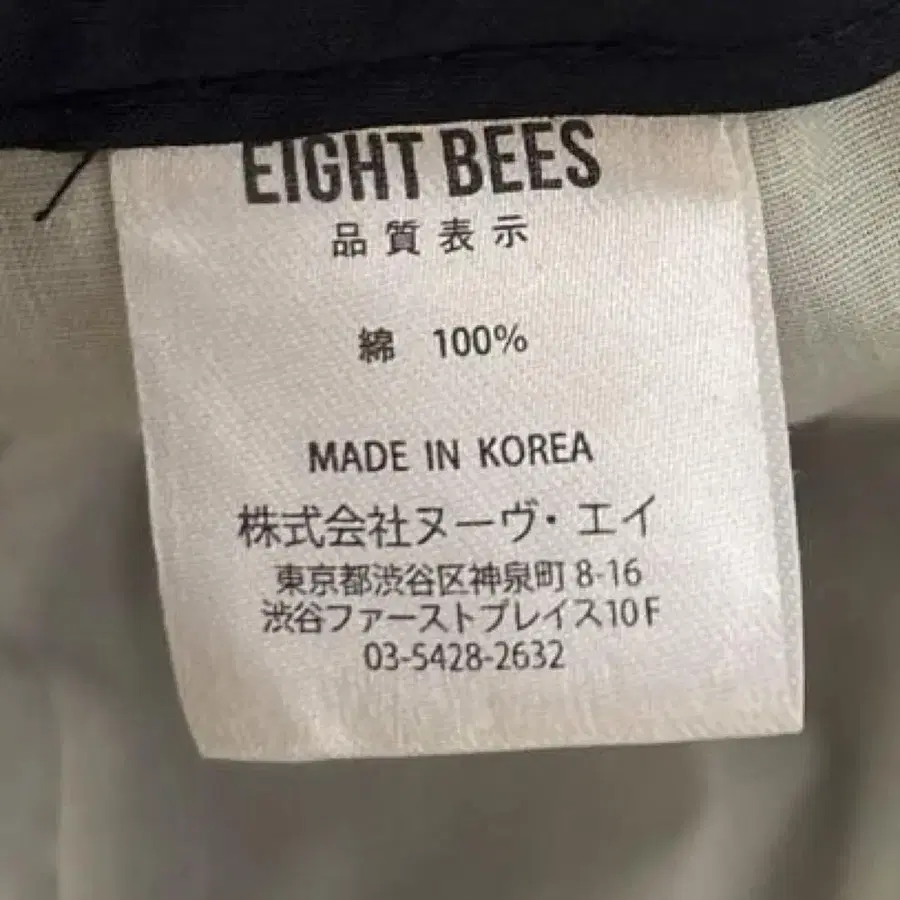 EIGHT BEES
品質表示
綿 100%
MADE IN KOREA
株式会社ヌーヴ・エイ
東京都渋谷区神泉町 8-16
渋谷ファーストプレイス10F
03-5428-2632